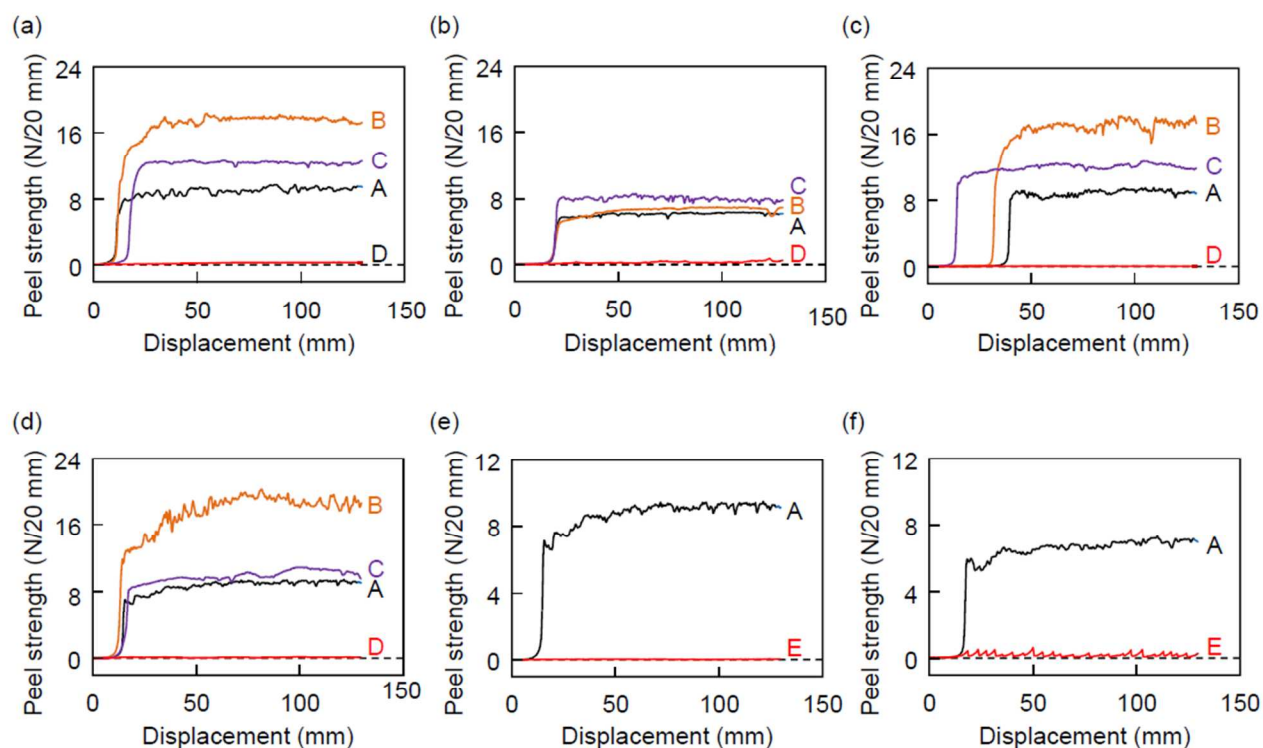 (a)
Peel strength (N/20 mm)
24
16
8
0
B
C
A
D
0 50 100 150
Displacement (mm)
(b)
Peel strength (N/20 mm)
24
16
8
0
C
B
A
D
0 50 100 150
Displacement (mm)
(c)
Peel strength (N/20 mm)
24
16
8
0
B
C
A
D
0 50 100 150
Displacement (mm)
(d)
Peel strength (N/20 mm)
24
16
8
0
B
C
A
D
0 50 100 150
Displacement (mm)
(e)
Peel strength (N/20 mm)
12
8
4
0
A
E
0 50 100 150
Displacement (mm)
(f)
Peel strength (N/20 mm)
12
8
4
0
A
E
0 50 100 150
Displacement (mm)